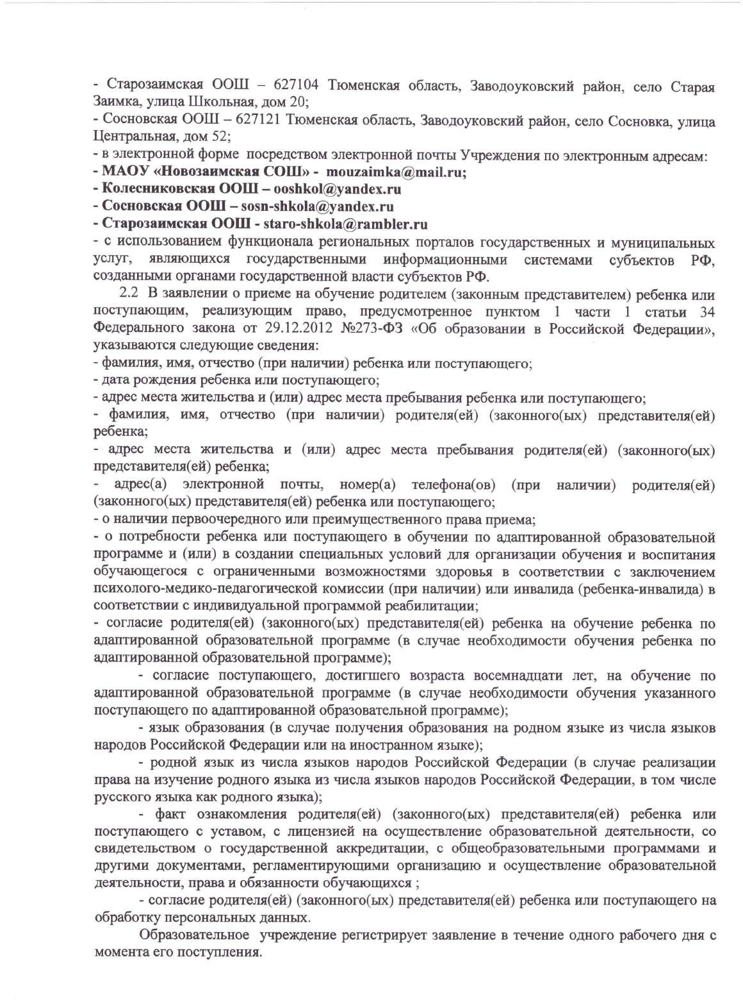 - Старозаимская ООШ – 627104 Тюменская область, Заводоуковский район, село Старая
Заимка, улица Школьная, дом 20;
- Сосновская ООШ – 627121 Тюменская область, Заводоуковский район, село Сосновка, улица
Центральная, дом 52;
- в электронной форме посредством электронной почты Учреждения по электронным адресам:
- МАОУ «Новозаимская СОШ» - mouzaimka@mail.ru;
- Колесниковская ООШ – ooshkol@yandex.ru
- Сосновская ООШ – sosn-shkola@yandex.ru
- Старозаимская ООШ - staro-shkola@rambler.ru
- с использованием функционала региональных порталов государственных и муниципальных
услуг, являющихся государственными информационными системами субъектов РФ,
созданными органами государственной власти субъектов РФ.
2.2 В заявлении о приеме на обучение родителем (законным представителем) ребенка или
поступающим, реализующим право, предусмотренное пунктом 1 части 1 статьи 34
Федерального закона от 29.12.2012 №273-ФЗ «Об образовании в Российской Федерации»,
указываются следующие сведения:
- фамилия, имя, отчество (при наличии) ребенка или поступающего;
- дата рождения ребенка или поступающего;
- адрес места жительства и (или) адрес места пребывания ребенка или поступающего;
- фамилия, имя, отчество (при наличии) родителя(ей) (законного(ых) представителя(ей)
ребенка;
- адрес места жительства и (или) адрес места пребывания родителя(ей) (законного(ых)
представителя(ей) ребенка;
- адрес(а) электронной почты, номер(а) телефона(ов) (при наличии) родителя(ей)
(законного(ых) представителя(ей) ребенка или поступающего;
- о наличии первоочередного или преимущественного права приема;
- о потребности ребенка или поступающего в обучении по адаптированной образовательной
программе и (или) в создании специальных условий для организации обучения и воспитания
обучающегося с ограниченными возможностями здоровья в соответствии с заключением
психолого-медико-педагогической комиссии (при наличии) или инвалида (ребенка-инвалида) в
соответствии с индивидуальной программой реабилитации;
- согласие родителя(ей) (законного(ых) представителя(ей) ребенка на обучение ребенка по
адаптированной образовательной программе (в случае необходимости обучения ребенка по
адаптированной образовательной программе);
- согласие поступающего, достигшего возраста восемнадцати лет, на обучение по
адаптированной образовательной программе (в случае необходимости обучения указанного
поступающего по адаптированной образовательной программе);
- язык образования (в случае получения образования на родном языке из числа языков
народов Российской Федерации или на иностранном языке);
- родной язык из числа языков народов Российской Федерации (в случае реализации
права на изучение родного языка из числа языков народов Российской Федерации, в том числе
русского языка как родного языка);
- факт ознакомления родителя(ей) (законного(ых) представителя(ей) ребенка или
поступающего с уставом, с лицензией на осуществление образовательной деятельности, со
свидетельством о государственной аккредитации, с общеобразовательными программами и
другими документами, регламентирующими организацию и осуществление образовательной
деятельности, права и обязанности обучающихся ;
- согласие родителя(ей) (законного(ых) представителя(ей) ребенка или поступающего на
обработку персональных данных.
Образовательное учреждение регистрирует заявление в течение одного рабочего дня с
момента его поступления.